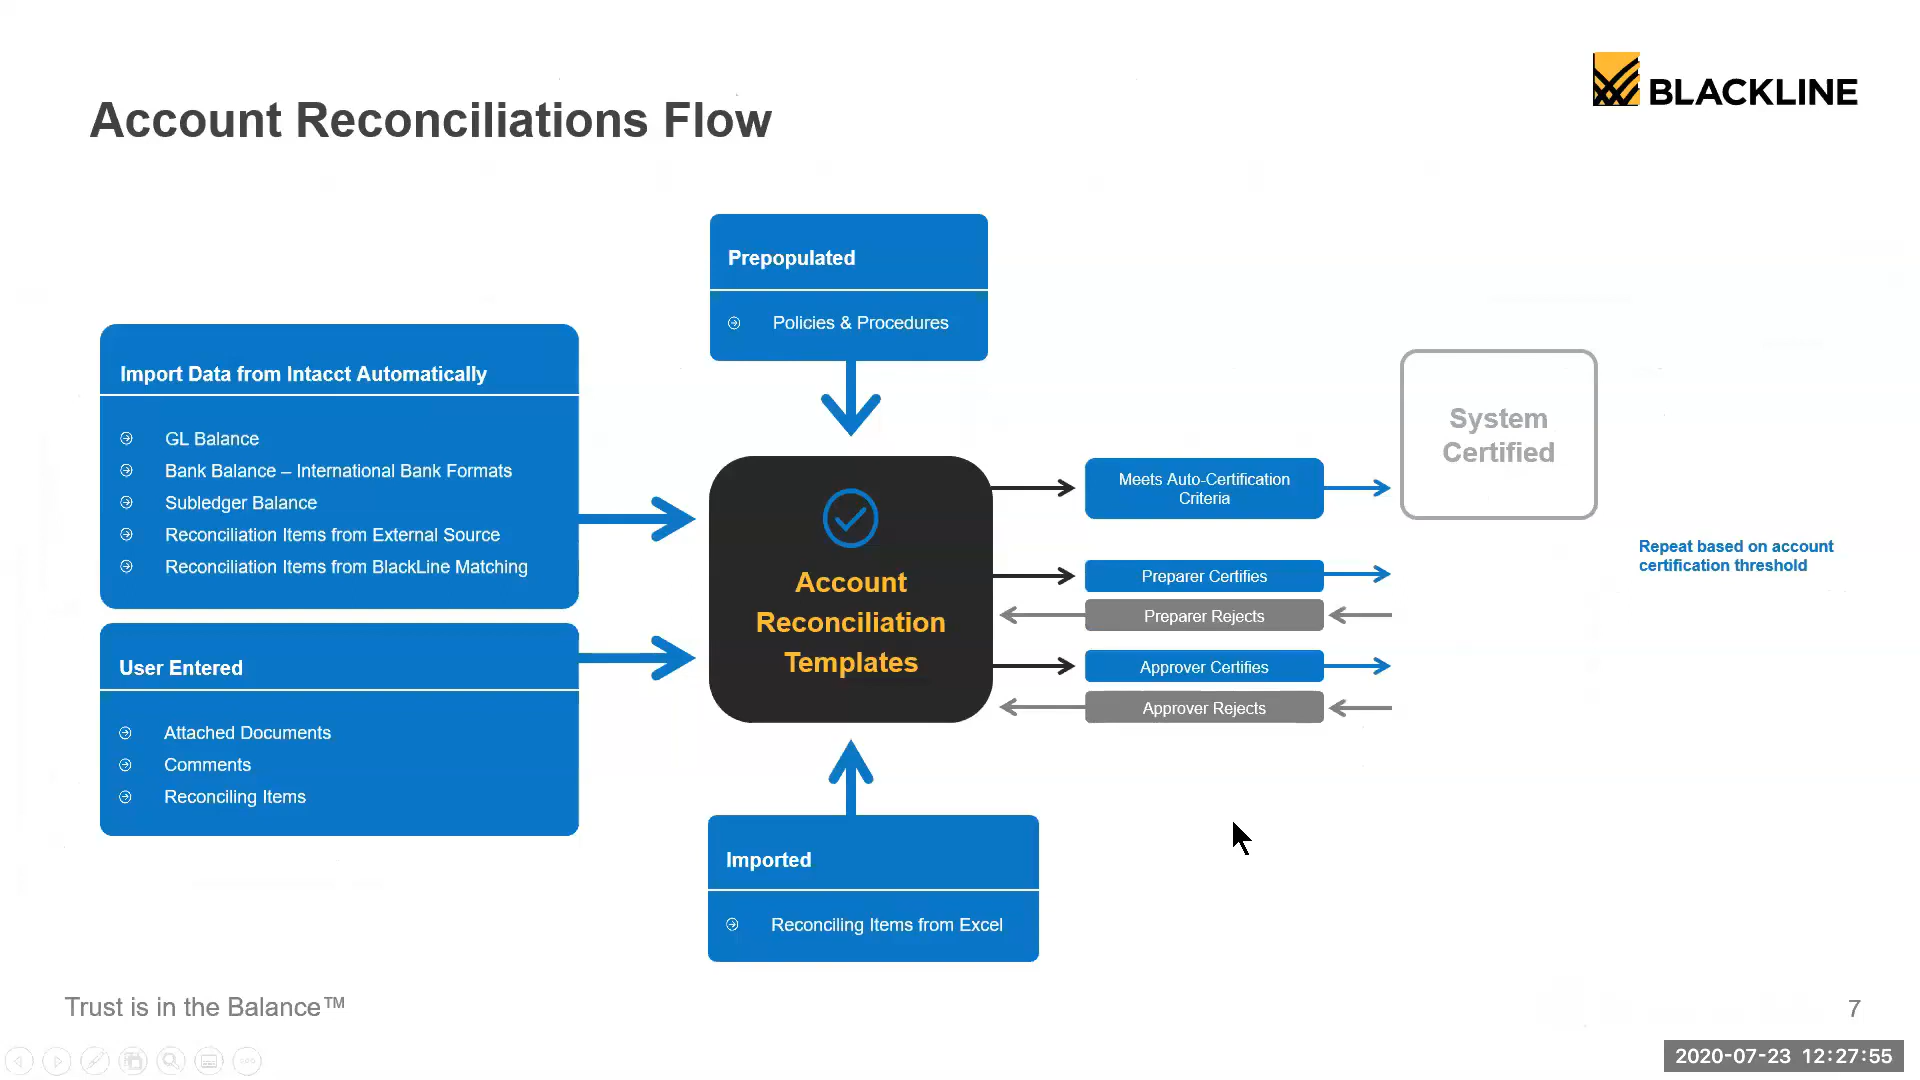 BLACKLINE
Account Reconciliations Flow
Prepopulated
Policies & Procedures
Import Data from Intacct Automatically
GL Balance
Bank Balance – International Bank Formats
Subledger Balance
Reconciliation Items from External Source
Reconciliation Items from BlackLine Matching
User Entered
Attached Documents
Comments
Reconciling Items
Account
Reconciliation
Templates
Imported
Reconciling Items from Excel
Meets Auto-Certification
Criteria
Preparer Certifies
Preparer Rejects
Approver Certifies
Approver Rejects
System
Certified
Repeat based on account
certification threshold
Trust is in the Balance™
7
2020-07-23 12:27:55